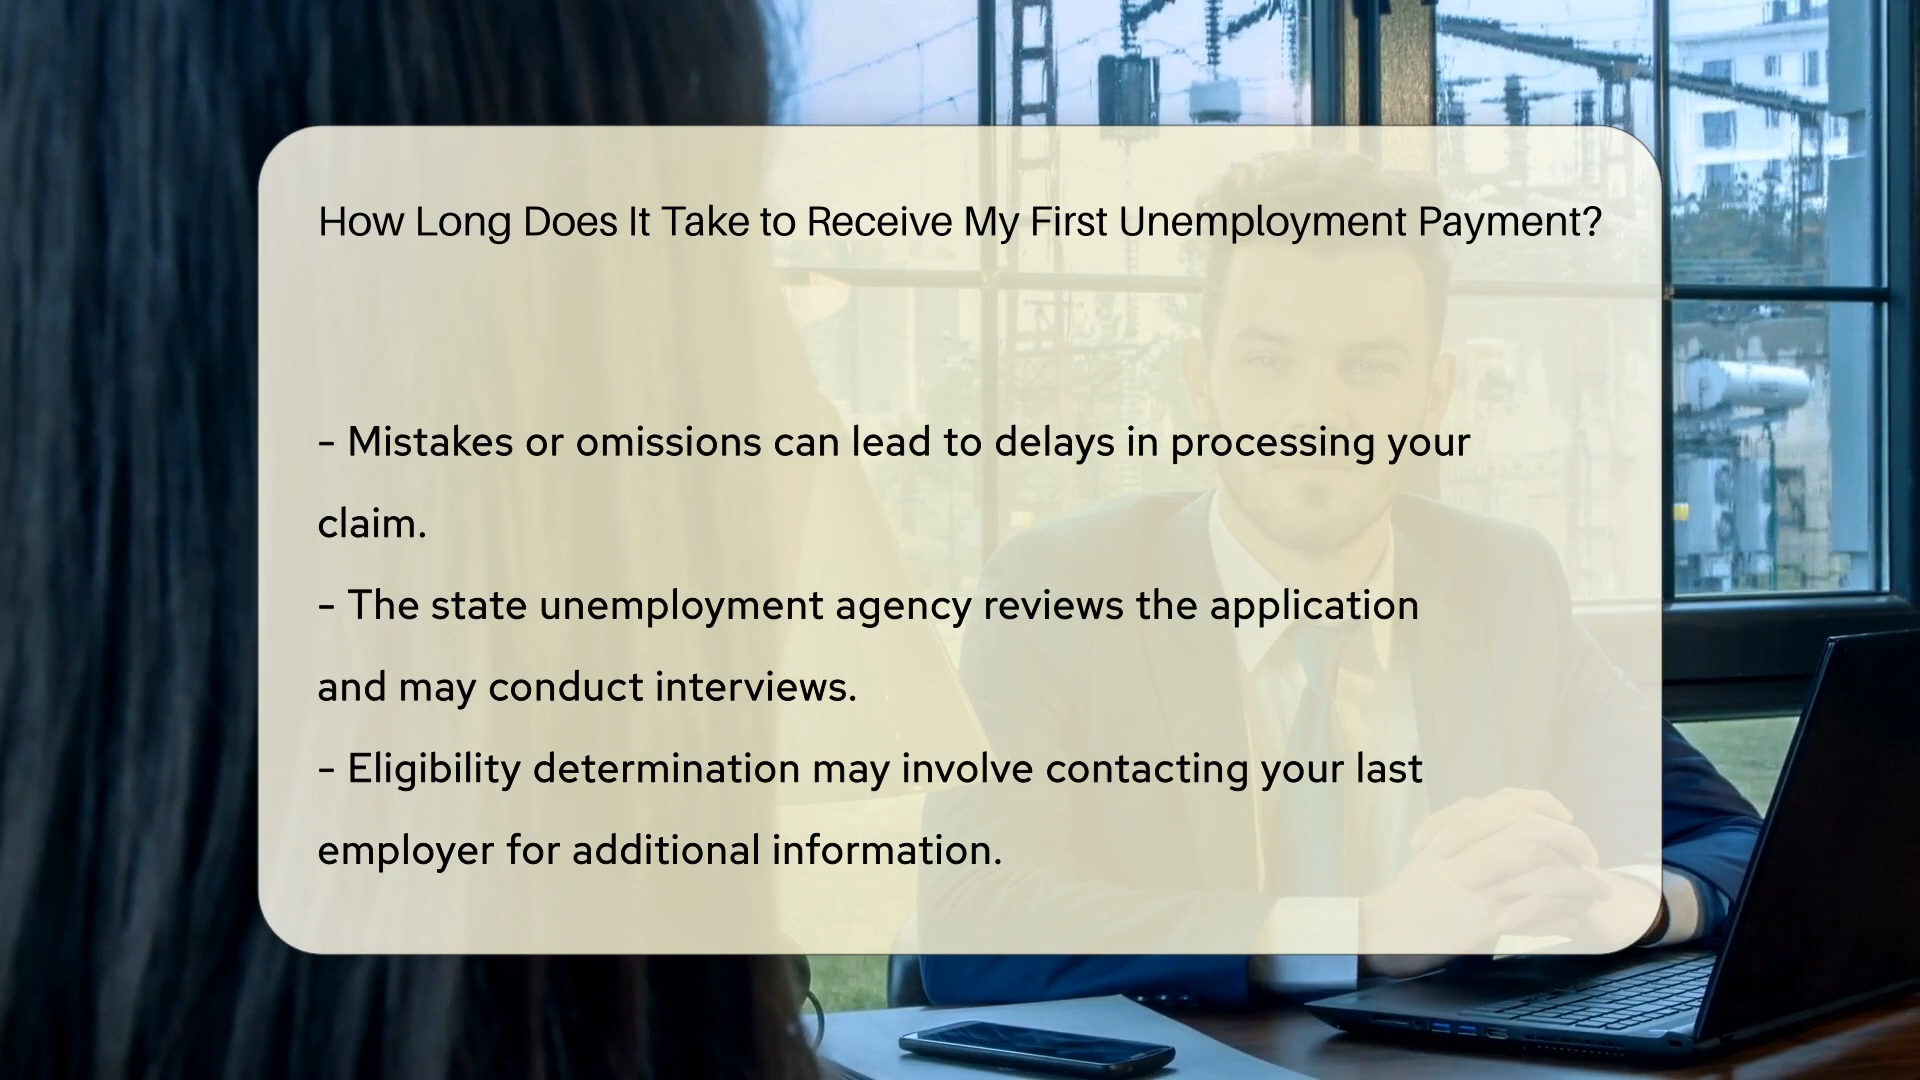 How Long Does It Take to Receive My First Unemployment Payment?
- Mistakes or omissions can lead to delays in processing your
claim.
- The state unemployment agency reviews the application
and may conduct interviews.
- Eligibility determination may involve contacting your last
employer for additional information.